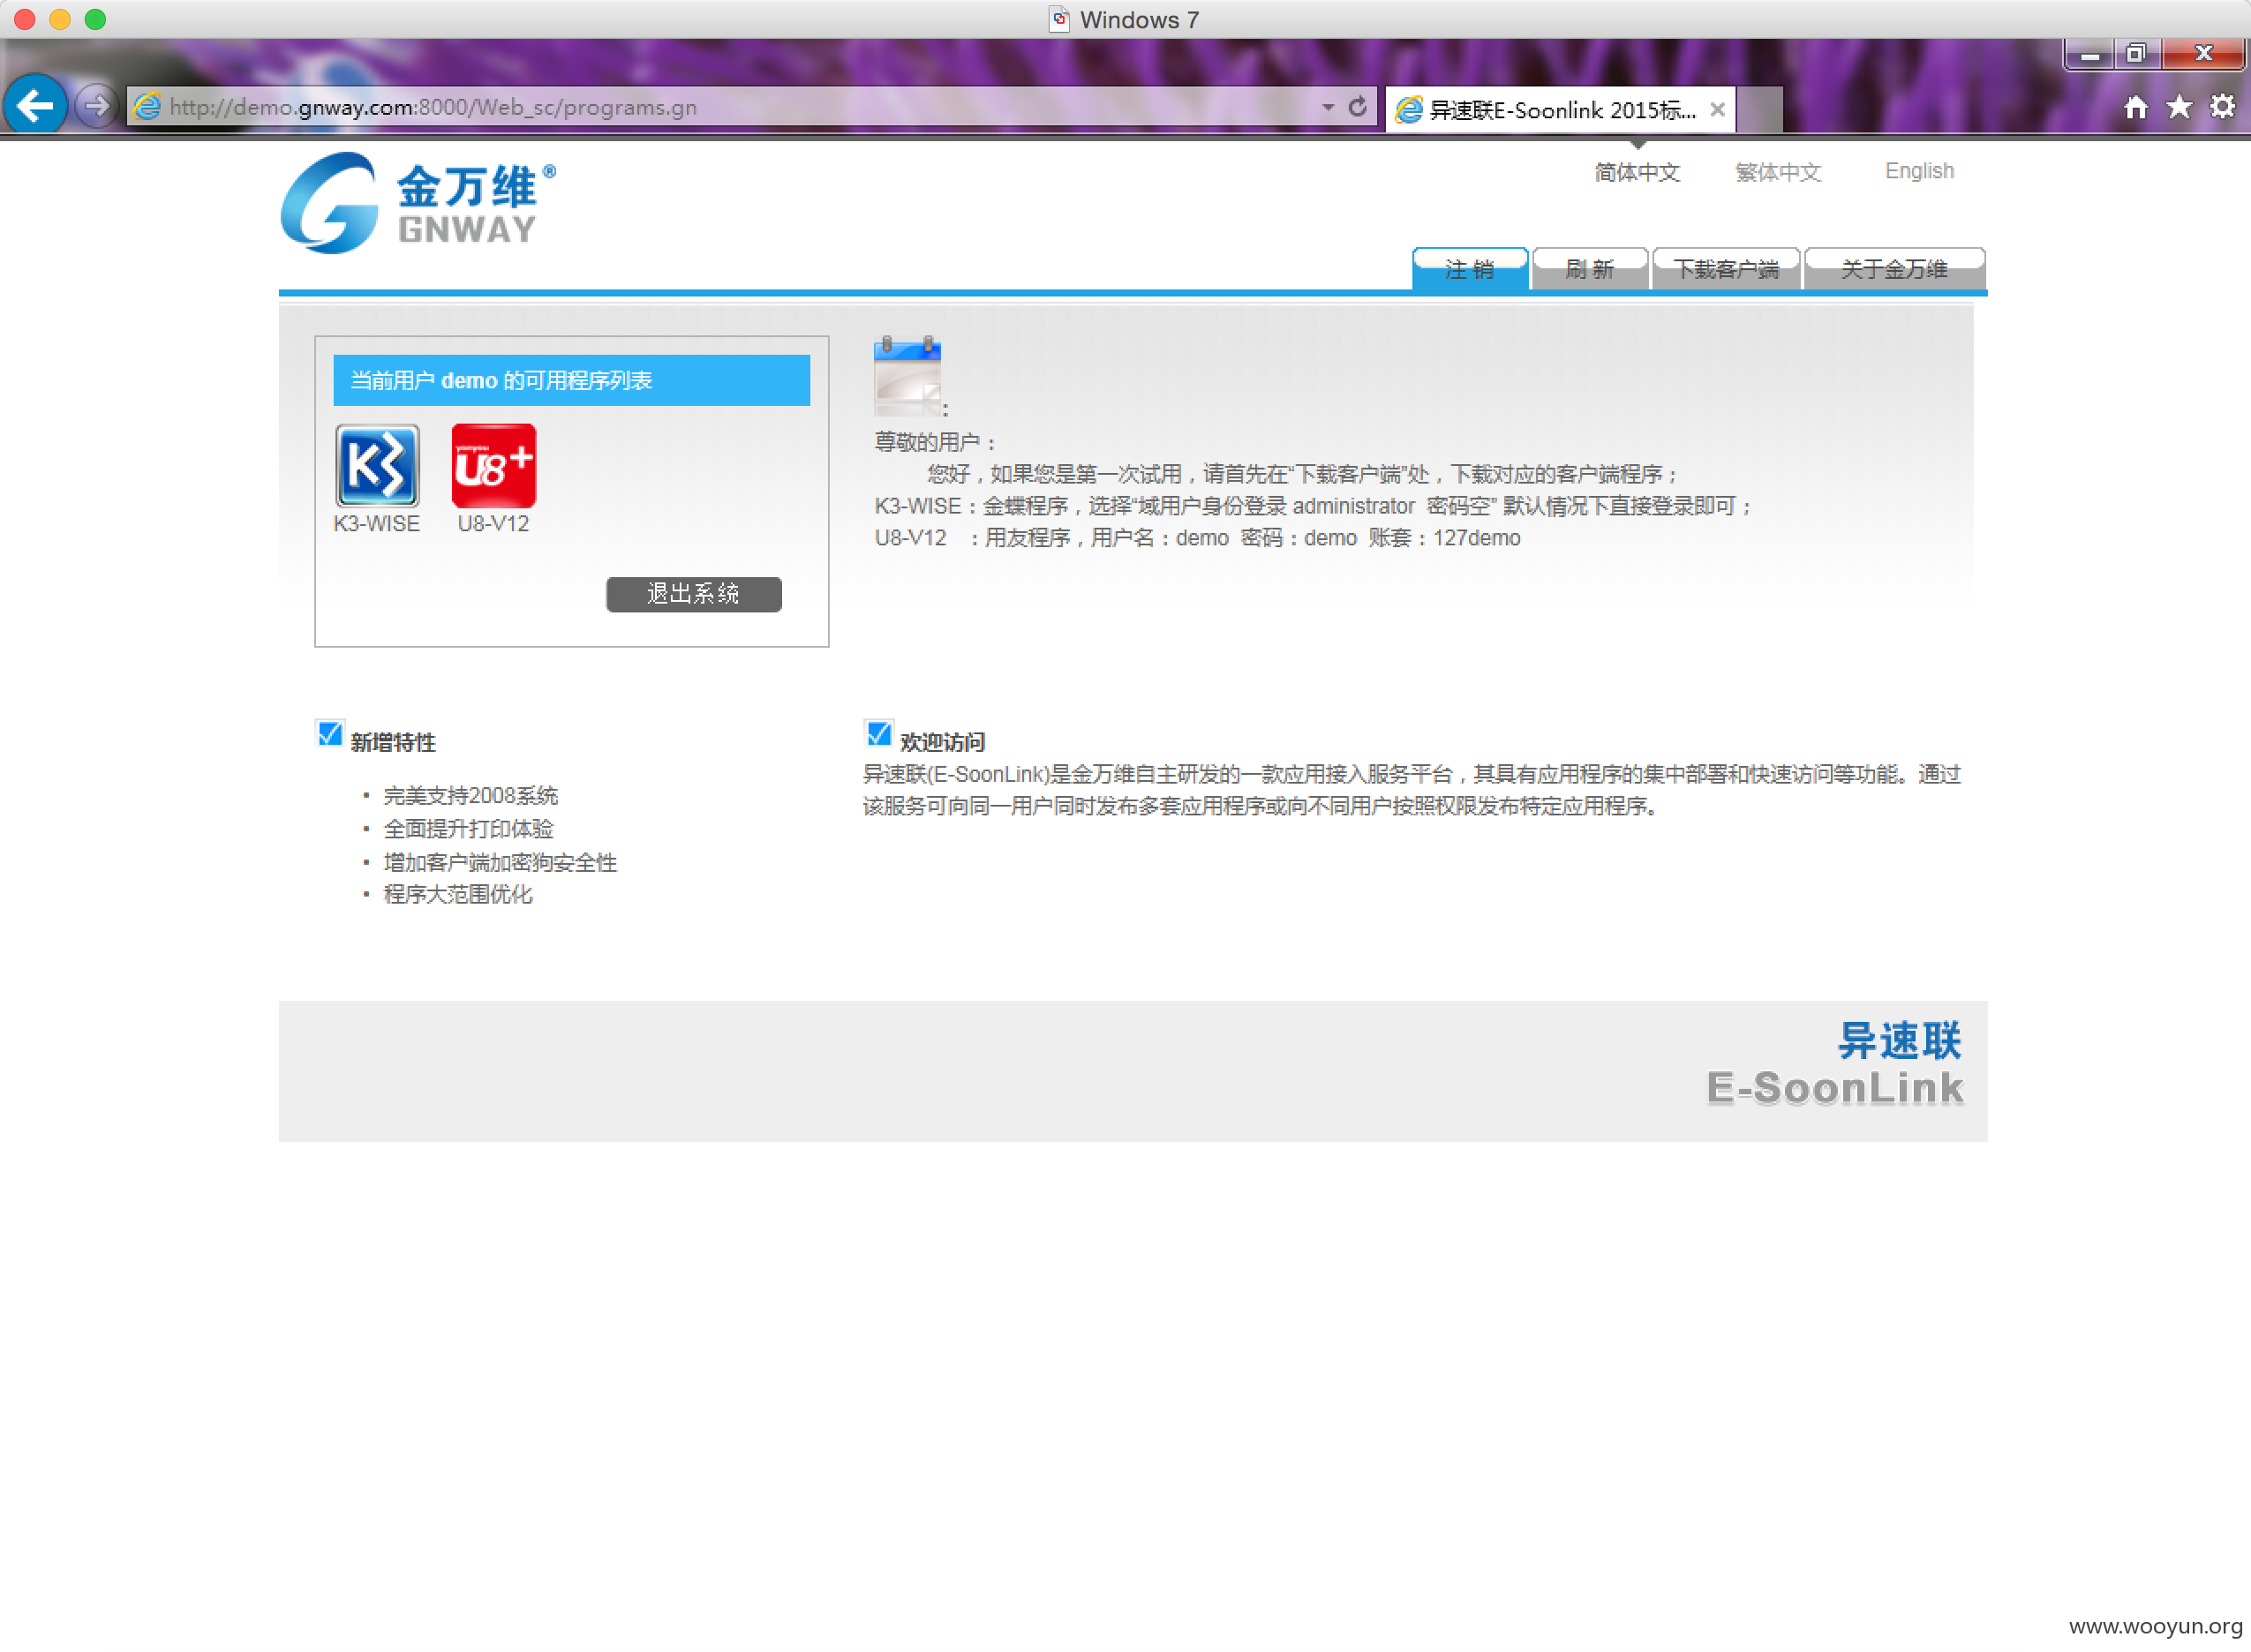 Windows 7
http://demo.gnway.com:8000/Web_sc/programs.gn
异速联E-Soonlink 2015标...
简体中文 繁体中文 English
金万维®
GNWAY
注 销 刷 新 下载客户端 关于金万维
当前用户 demo 的可用程序列表
K3
yonyou
U8+
K3-WISE U8-V12
退出系统
:
尊敬的用户：
您好，如果您是第一次试用，请首先在“下载客户端”处，下载对应的客户端程序；
K3-WISE：金蝶程序，选择“域用户身份登录 administrator 密码空” 默认情况下直接登录即可；
U8-V12 ：用友程序，用户名：demo 密码：demo 账套：127demo
新增特性
• 完美支持2008系统
• 全面提升打印体验
• 增加客户端加密狗安全性
• 程序大范围优化
欢迎访问
异速联(E-SoonLink)是金万维自主研发的一款应用接入服务平台，其具有应用程序的集中部署和快速访问等功能。通过
该服务可向同一用户同时发布多套应用程序或向不同用户按照权限发布特定应用程序。
异速联
E-SoonLink
www.wooyun.org